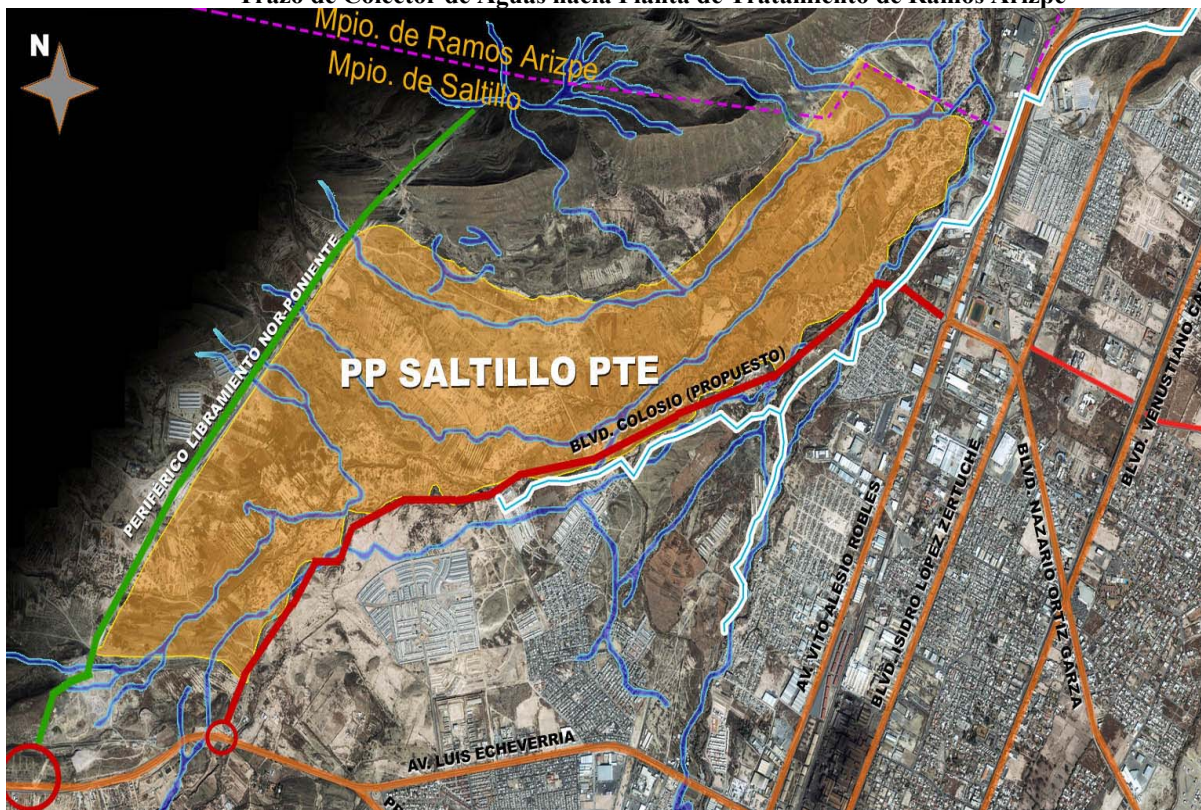 Trazo de Colector de Aguas hacia Planta de Tratamiento de Ramos Arizpe
N
Mpio. de Ramos Arizpe
Mpio. de Saltillo
PERIFÉRICO LIBRAMIENTO NOR-PONIENTE
PP SALTILLO PTE
BLVD. COLOSIO (PROPUESTO)
AV. VITO ALESIO ROBLES
BLVD. ISIDRO LOPEZ ZERTUCHE
BLVD. NAZARIO ORTIZ GARZA
BLVD. VENUSTIANO
AV. LUIS ECHEVERRIA